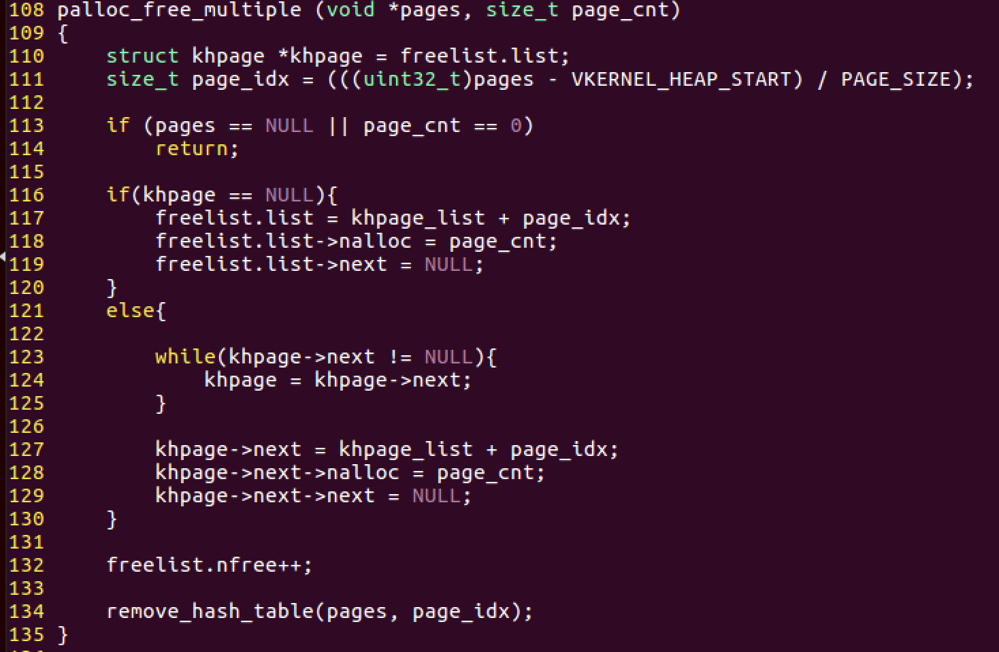 108 palloc_free_multiple (void *pages, size_t page_cnt)
109 {
110     struct khpage *khpage = freelist.list;
111     size_t page_idx = (((uint32_t)pages - VKERNEL_HEAP_START) / PAGE_SIZE);
112
113     if (pages == NULL || page_cnt == 0)
114         return;
115
116     if(khpage == NULL){
117         freelist.list = khpage_list + page_idx;
118         freelist.list->nalloc = page_cnt;
119         freelist.list->next = NULL;
120     }
121     else{
122
123         while(khpage->next != NULL){
124             khpage = khpage->next;
125         }
126
127         khpage->next = khpage_list + page_idx;
128         khpage->next->nalloc = page_cnt;
129         khpage->next->next = NULL;
130     }
131
132     freelist.nfree++;
133
134     remove_hash_table(pages, page_idx);
135 }